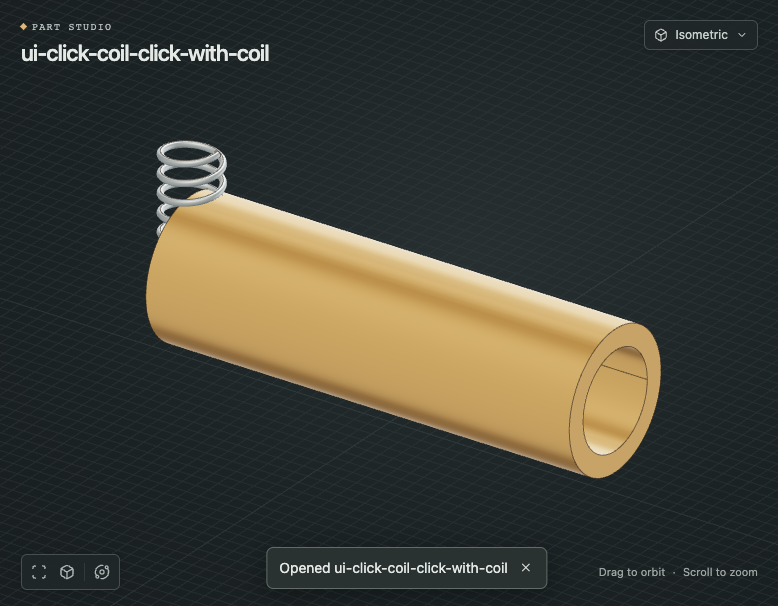 PART STUDIO
ui-click-coil-click-with-coil
Isometric
Opened ui-click-coil-click-with-coil
Drag to orbit · Scroll to zoom